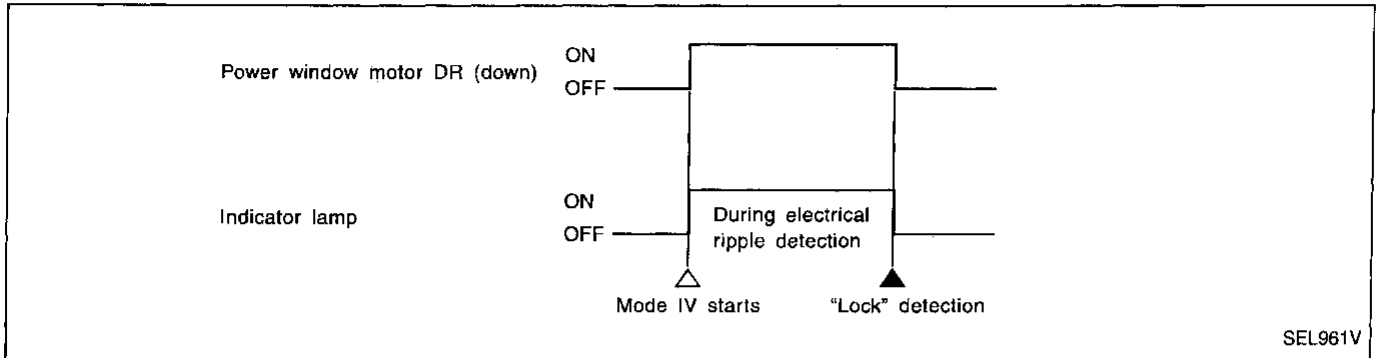 Power window motor DR (down)
ON
OFF
Indicator lamp
ON
OFF
During electrical
ripple detection
Mode IV starts
"Lock" detection
SEL961V